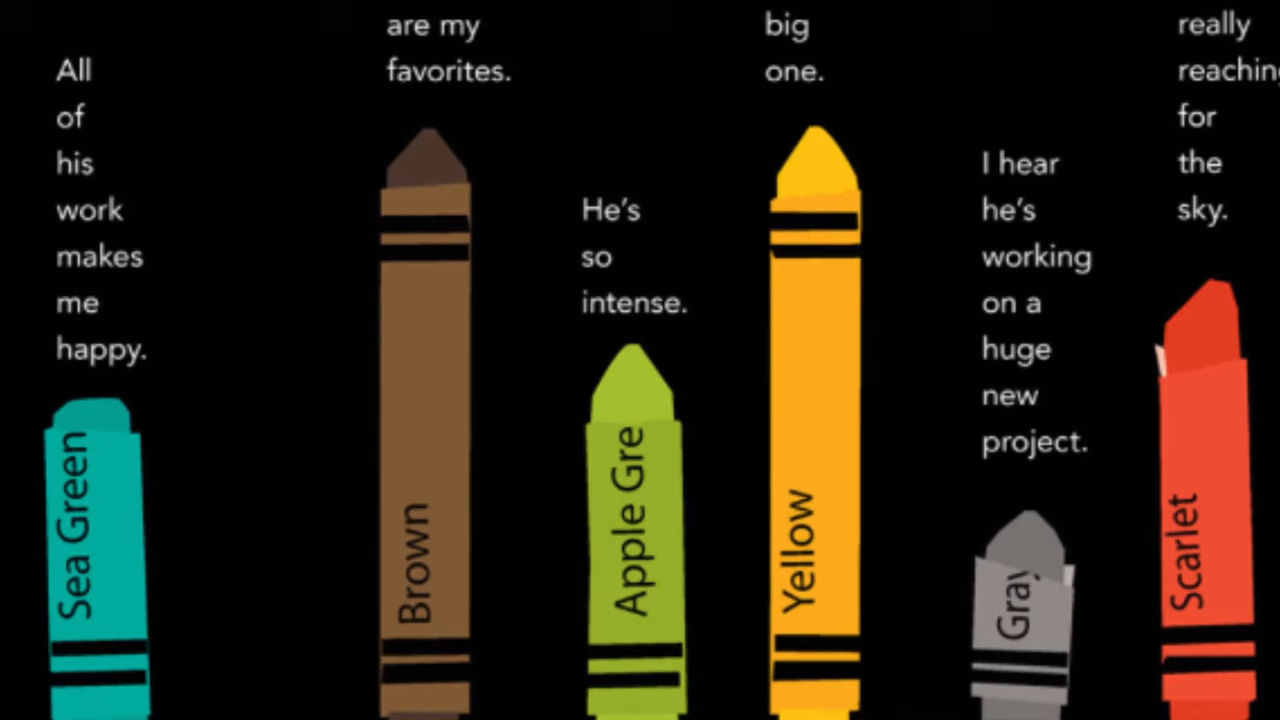 All
of
his
work
makes
me
happy.
Sea Green
are my
favorites.
Brown
He's
so
intense.
Apple Gre
big
one.
Yellow
I hear
he's
working
on a
huge
new
project.
Gray
really
reaching
for
the
sky.
Scarlet